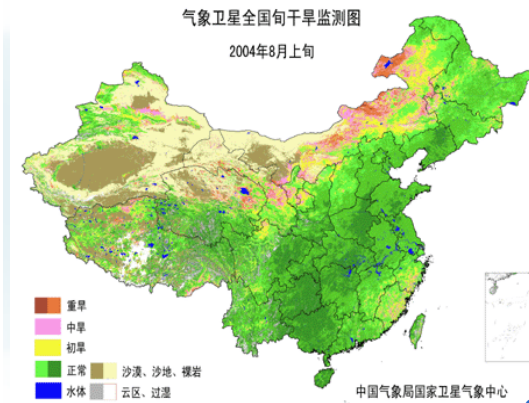 气象卫星全国旬干旱监测图
2004年8月上旬
重旱
中旱
初旱
正常 沙漠、沙地、裸岩
水体 云区、过湿
中国气象局国家卫星气象中心